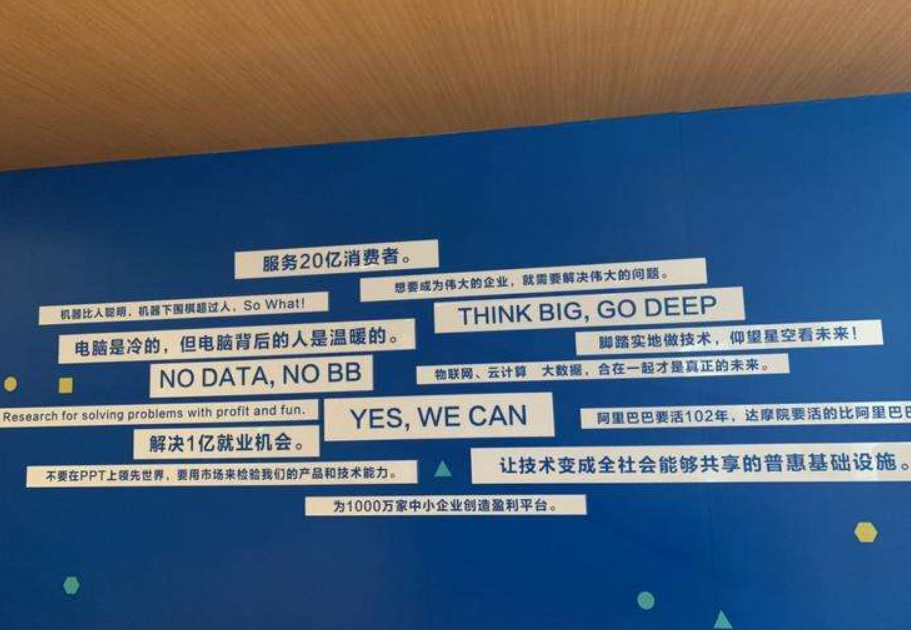 服务20亿消费者。
想要成为伟大的企业，就需要解决伟大的问题。
机器比人聪明，机器下围棋超过人，So What!
THINK BIG, GO DEEP
电脑是冷的，但电脑背后的人是温暖的。
脚踏实地做技术，仰望星空看未来！
NO DATA, NO BB
物联网、云计算 大数据，合在一起才是真正的未来。
Research for solving problems with profit and fun.
YES, WE CAN
阿里巴巴要活102年，达摩院要活的比阿里巴
解决1亿就业机会。
让技术变成全社会能够共享的普惠基础设施。
不要在PPT上领先世界，要用市场来检验我们的产品和技术能力。
为1000万家中小企业创造盈利平台。